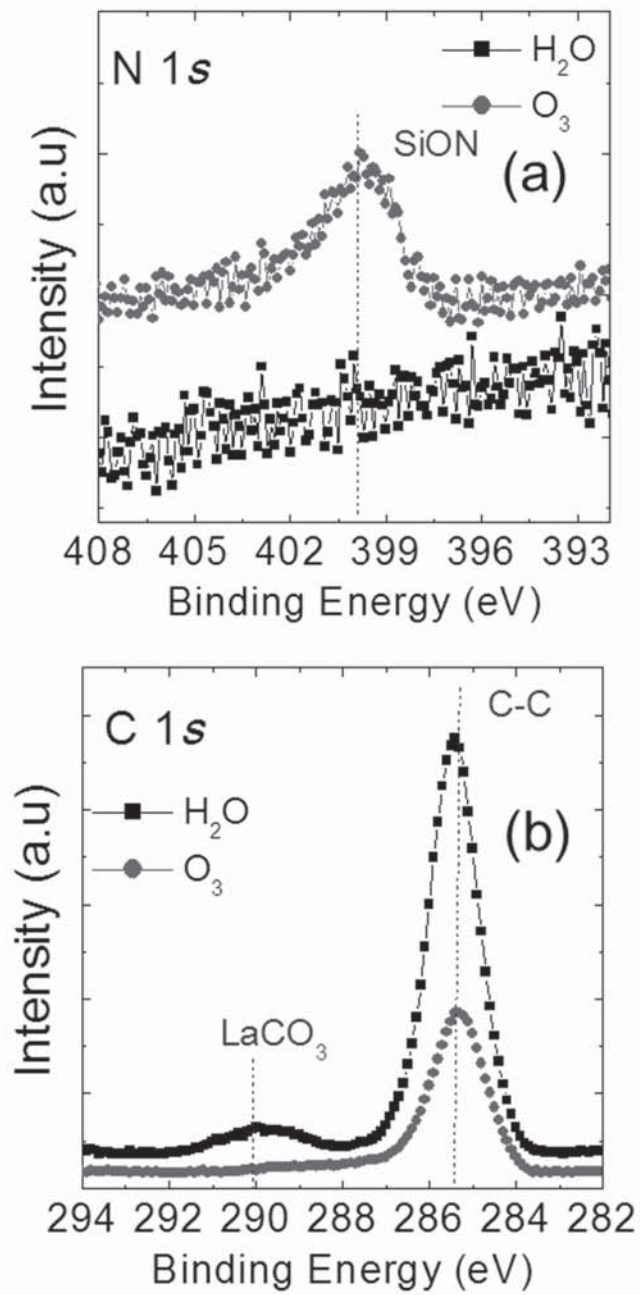 N 1s
H₂O
O₃
SiON
(a)
Intensity (a.u)
408 405 402 399 396 393
Binding Energy (eV)
C 1s
C-C
H₂O
O₃
(b)
LaCO₃
Intensity (a.u)
294 292 290 288 286 284 282
Binding Energy (eV)